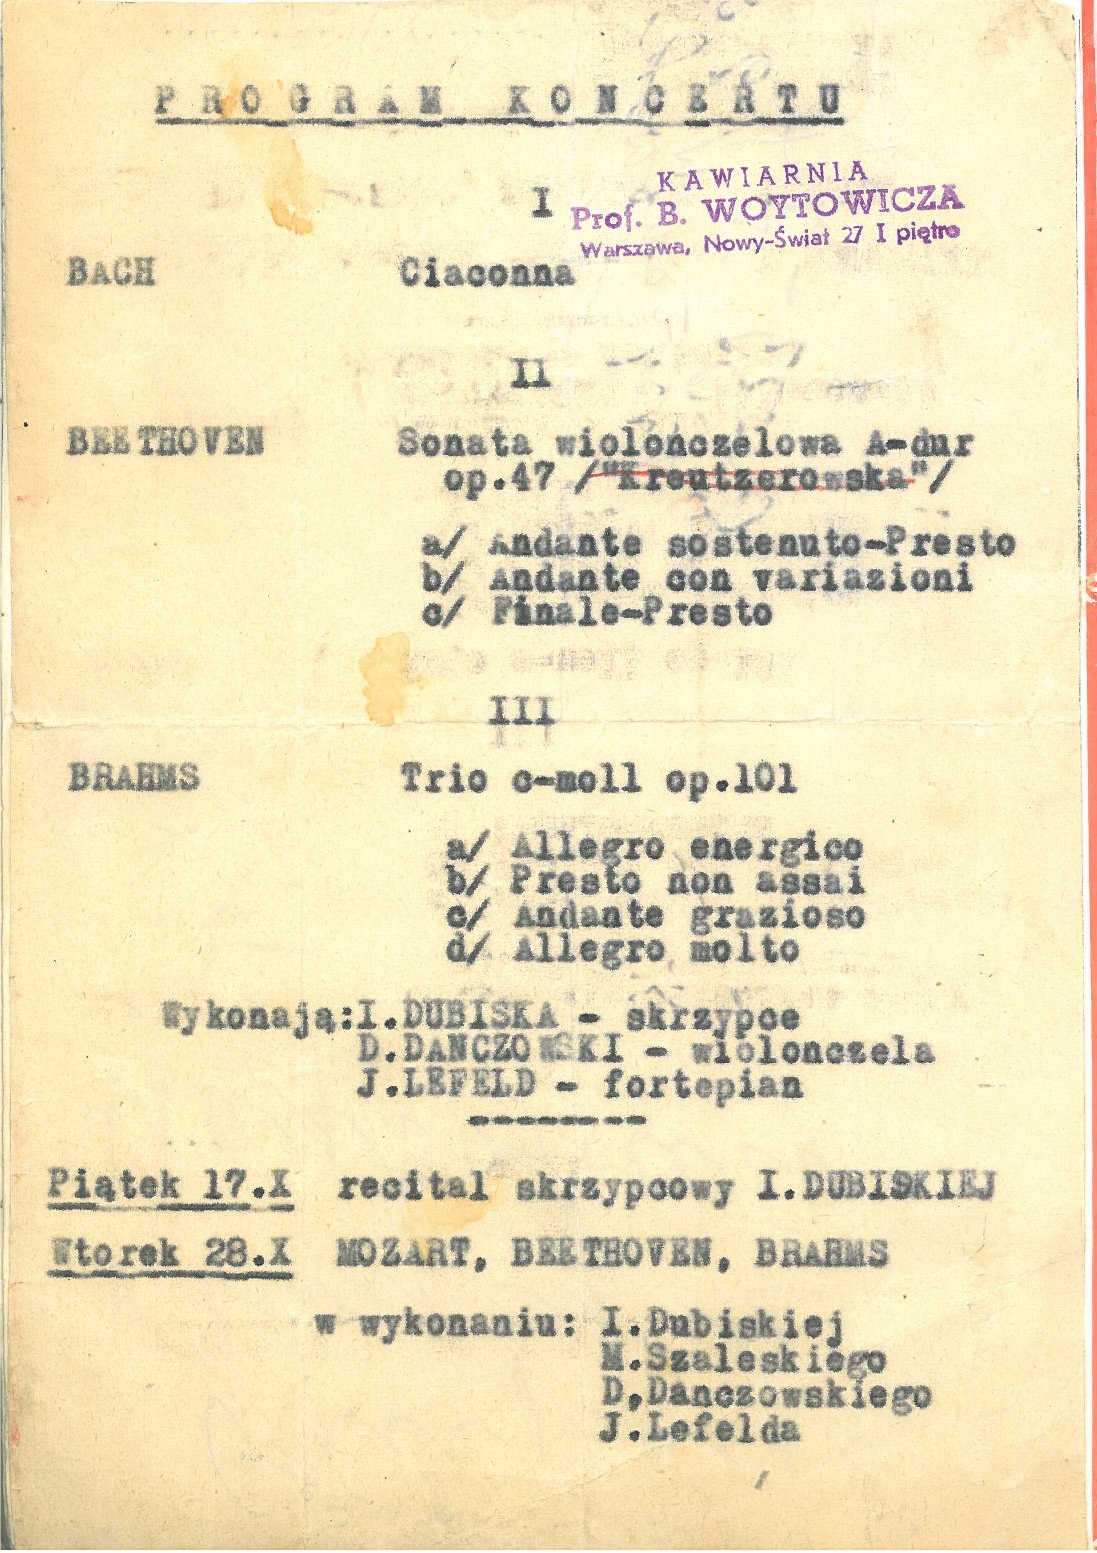 PROGRAM KONCERTU
KAWIARNIA
Prof. B. WOYTOWICZA
Warszawa, Nowy-Świat 27 I piętro
I
BACH Ciaconna
II
BEETHOVEN Sonata wiolonczelowa A-dur
op.47 /"Kreutzerowska"/
a/ Andante sostenuto-Presto
b/ Andante con variazioni
c/ Finale-Presto
III
BRAHMS Trio c-moll op.101
a/ Allegro energico
b/ Presto non assai
c/ Andante grazioso
d/ Allegro molto
Wykonają:I.DUBISKA - skrzypce
D.DANCZOWSKI - wiolonczela
J.LEFELD - fortepian
--------
Piątek 17.X recital skrzypcowy I.DUBISKIEJ
Wtorek 28.X MOZART, BEETHOVEN, BRAHMS
w wykonaniu: I.Dubiskiej
M.Szaleskiego
D,Danczowskiego
J.Lefelda